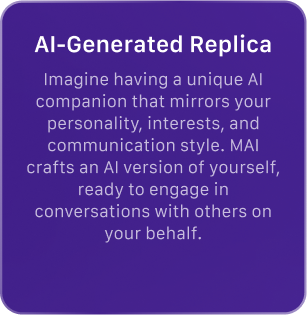 AI-Generated Replica
Imagine having a unique AI
companion that mirrors your
personality, interests, and
communication style. MAI
crafts an AI version of yourself,
ready to engage in
conversations with others on
your behalf.